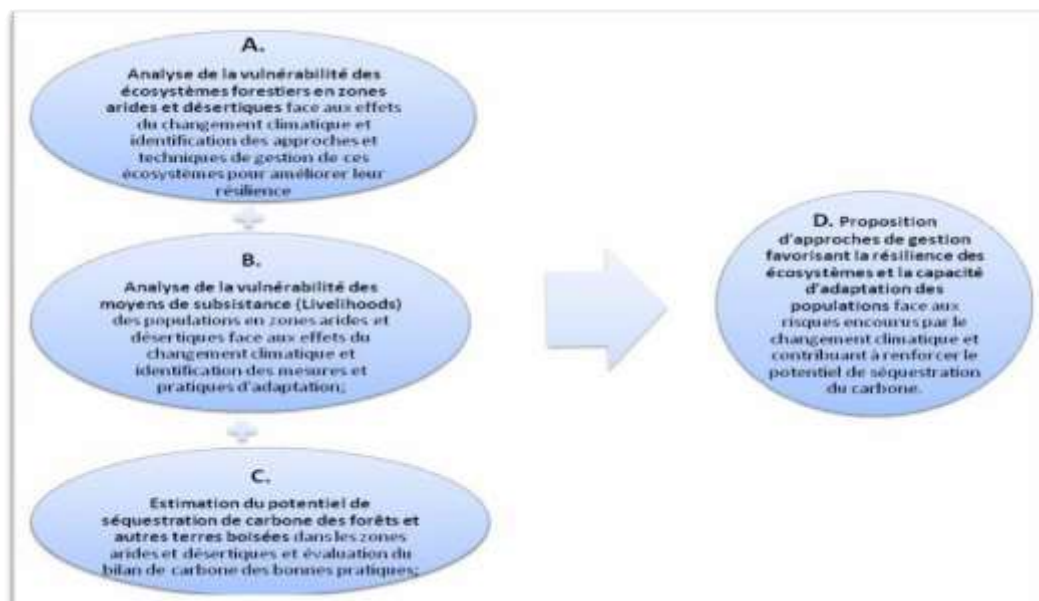 A.
Analyse de la vulnérabilité des
écosystèmes forestiers en zones
arides et désertiques face aux effets
du changement climatique et
identification des approches et
techniques de gestion de ces
écosystèmes pour améliorer leur
résilience
B.
Analyse de la vulnérabilité des
moyens de subsistance (Livelihoods)
des populations en zones arides et
désertiques face aux effets du
changement climatique et
identification des mesures et
pratiques d'adaptation;
C.
Estimation du potentiel de
séquestration de carbone des forêts et
autres terres boisées dans les zones
arides et désertiques et évaluation du
bilan de carbone des bonnes pratiques;
D. Proposition
d'approches de gestion
favorisant la résilience des
écosystèmes et la capacité
d'adaptation des
populations face aux
risques encourus par le
changement climatique et
contribuant à renforcer le
potentiel de séquestration
du carbone.